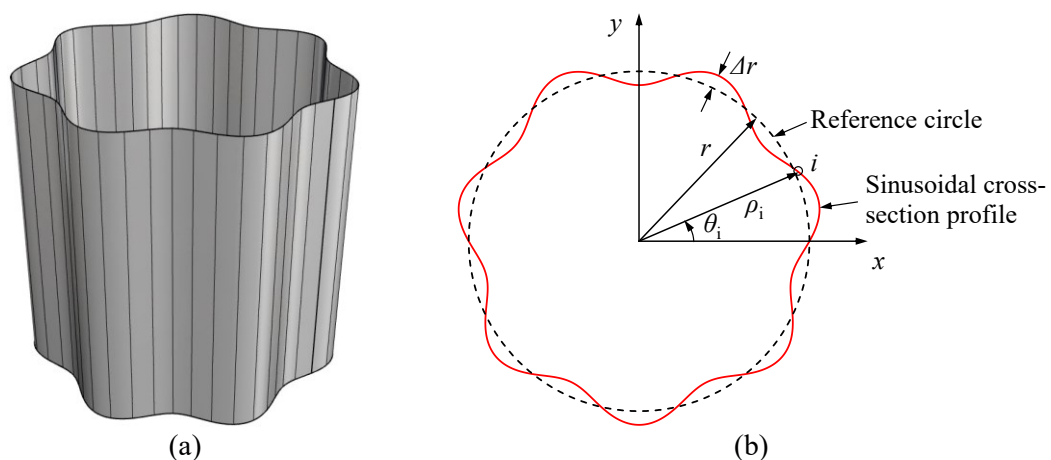 y
Δr
Reference circle
r
i
Sinusoidal cross-
section profile
ρi
θi
x
(a)
(b)